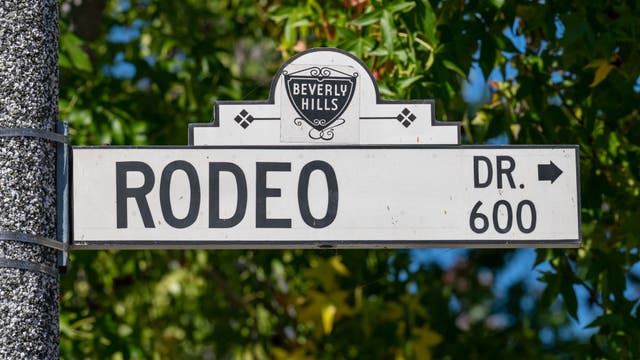 BEVERLY
HILLS
RODEO DR.
600